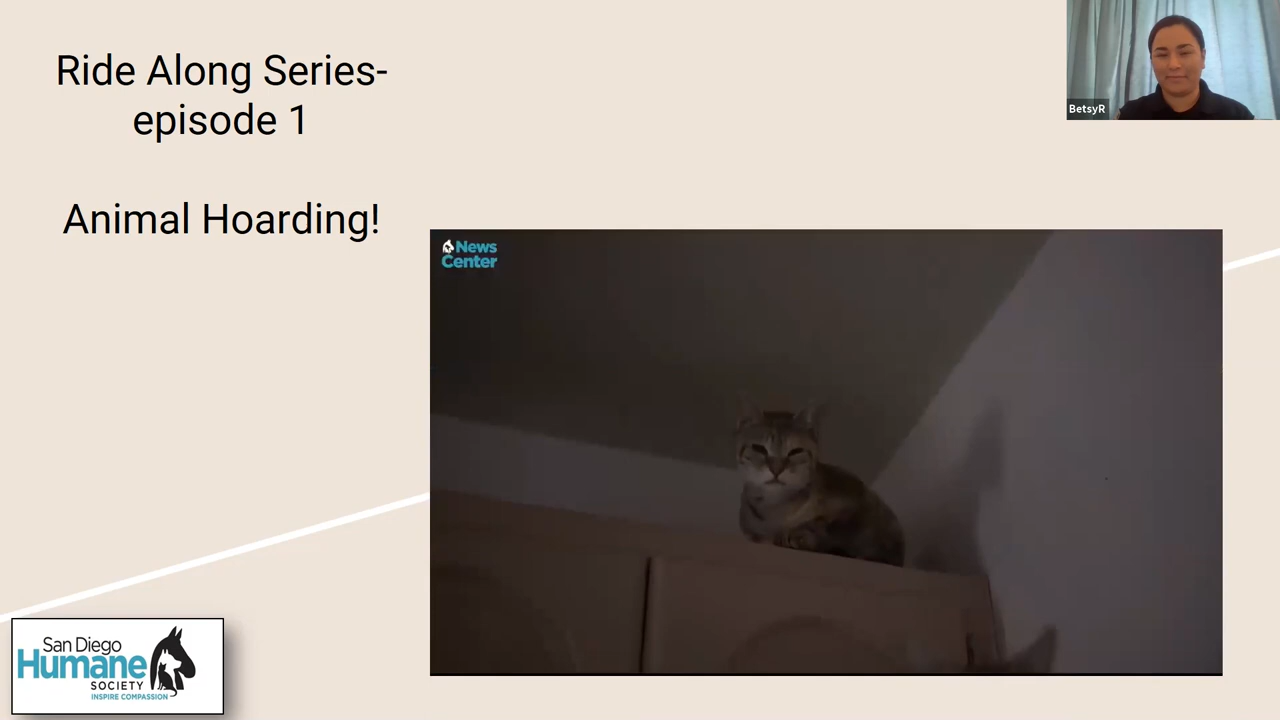 Ride Along Series-
episode 1
Animal Hoarding!
BetsyR
News
Center
San Diego
Humane
SOCIETY
INSPIRE COMPASSION